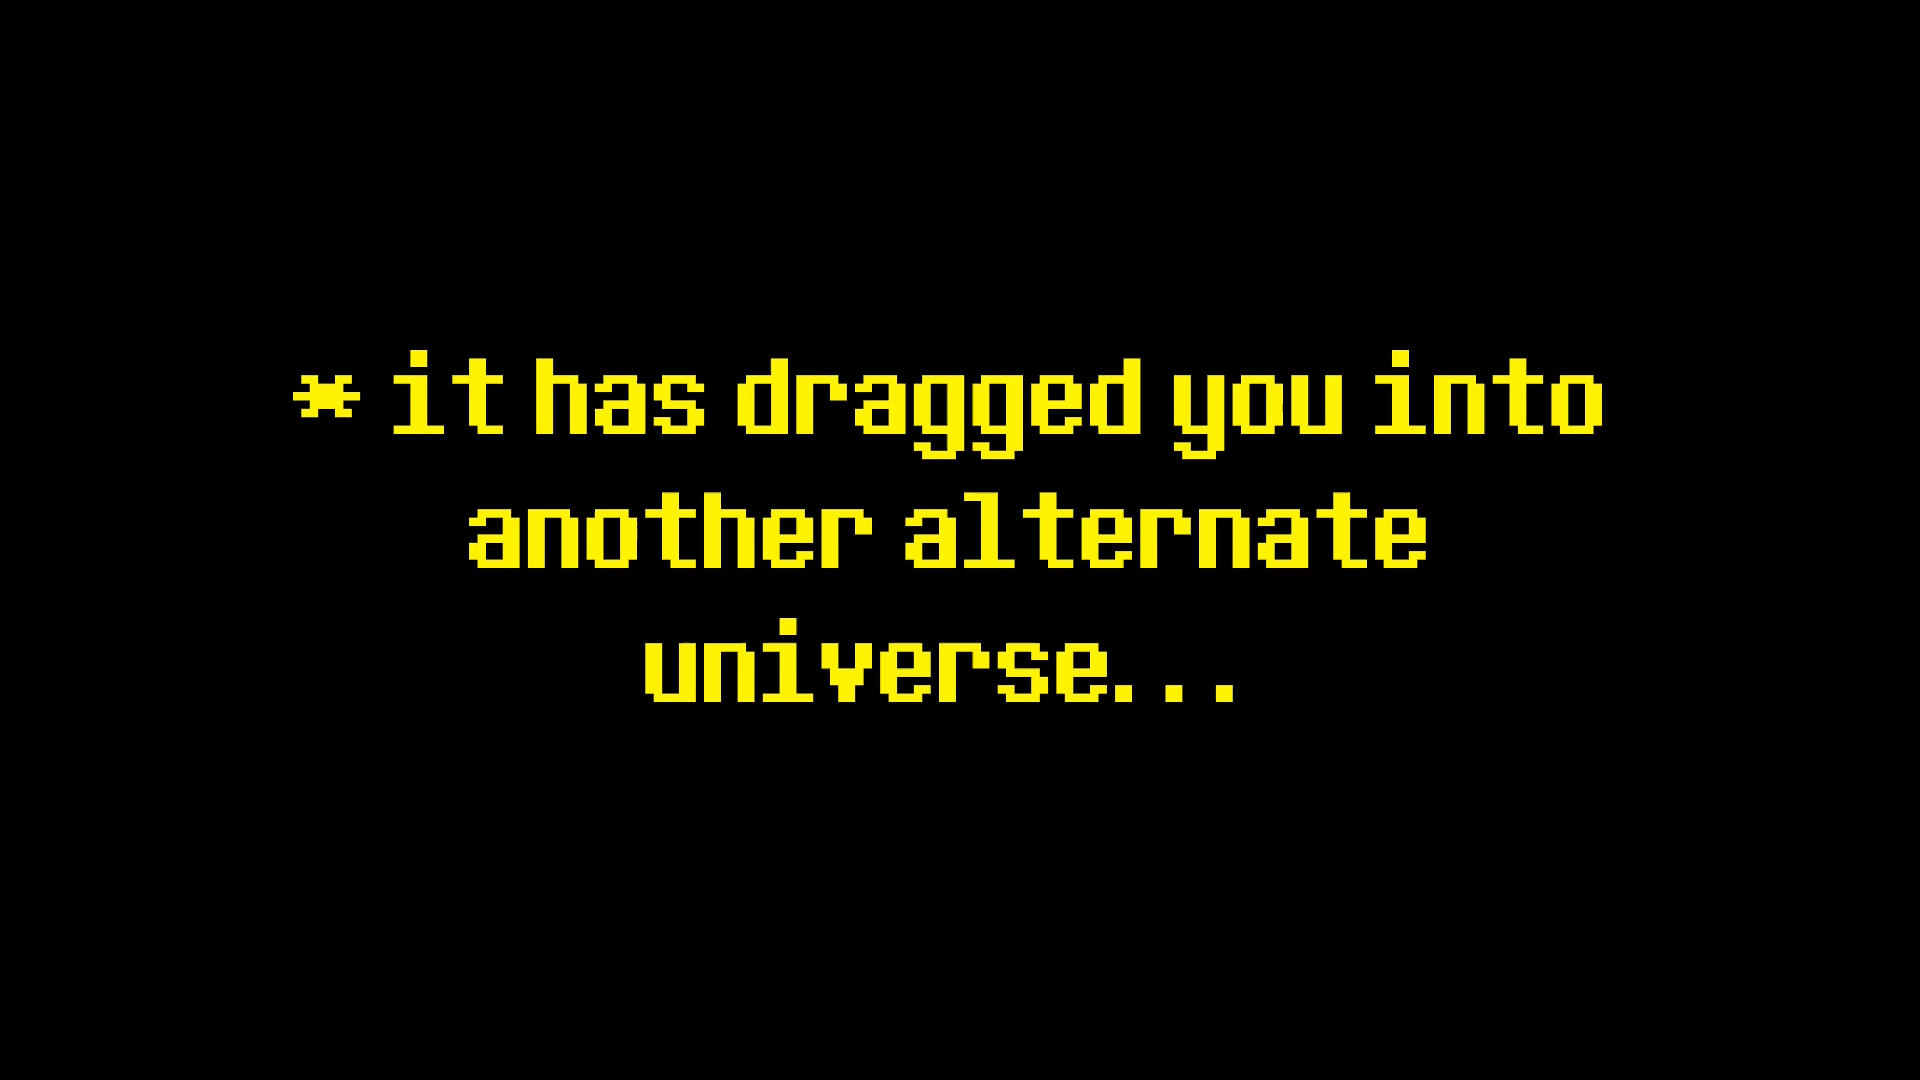 * it has dragged you into
another alternate
universe...